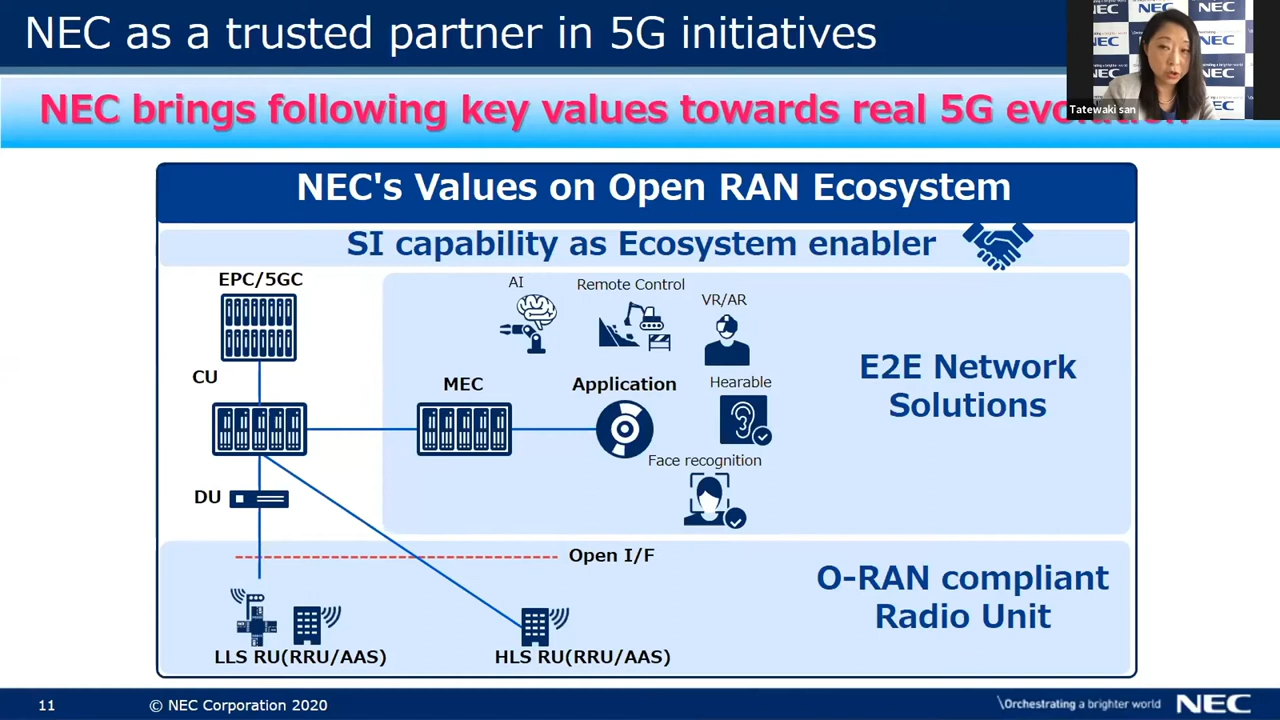 NEC as a trusted partner in 5G initiatives
NEC brings following key values towards real 5G
Tatewaki san
NEC's Values on Open RAN Ecosystem
SI capability as Ecosystem enabler
EPC/5GC
AI
Remote Control
VR/AR
CU
MEC
Application
Hearable
E2E Network
Solutions
Face recognition
DU
Open I/F
O-RAN compliant
Radio Unit
LLS RU(RRU/AAS)
HLS RU(RRU/AAS)
11
© NEC Corporation 2020
\Orchestrating a brighter world
NEC